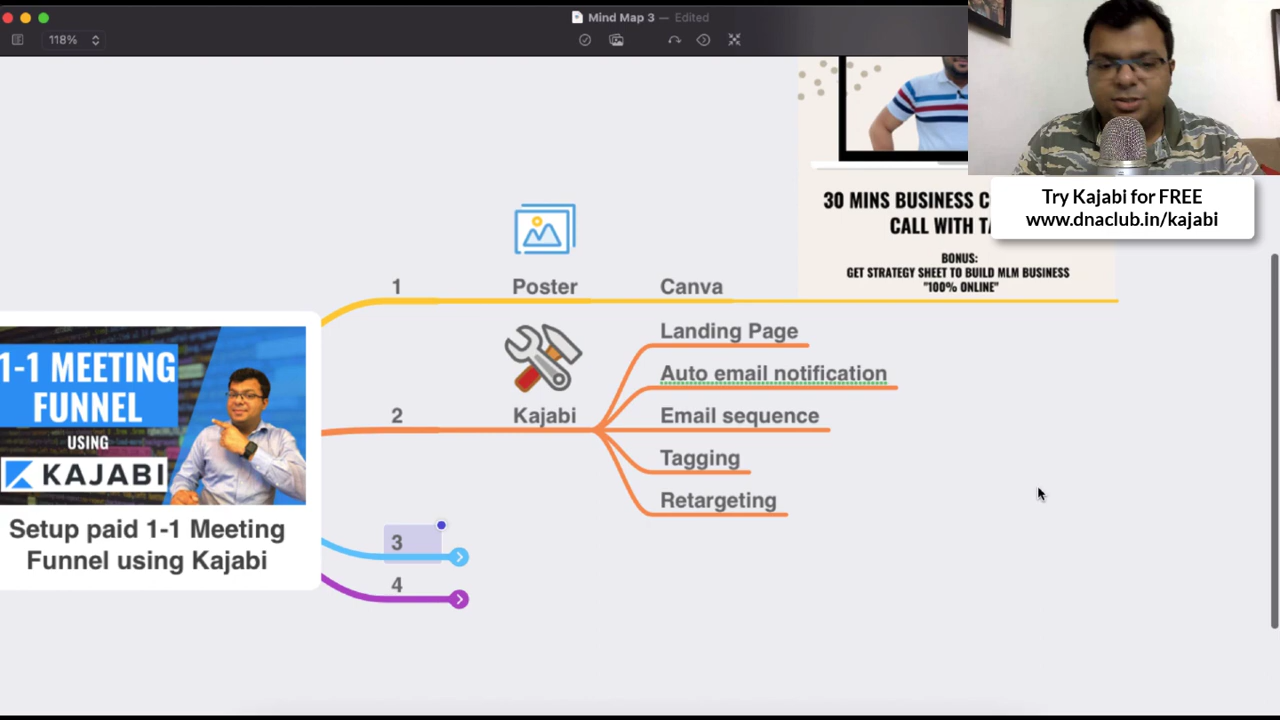 Mind Map 3 — Edited
118%
Try Kajabi for FREE
www.dnaclub.in/kajabi
30 MINS BUSINESS
CALL WITH
BONUS:
GET STRATEGY SHEET TO BUILD MLM BUSINESS
"100% ONLINE"
1
Poster
Canva
Landing Page
Auto email notification
2
Kajabi
Email sequence
Tagging
Retargeting
1-1 MEETING
FUNNEL
USING
KAJABI
Setup paid 1-1 Meeting
Funnel using Kajabi
3
4